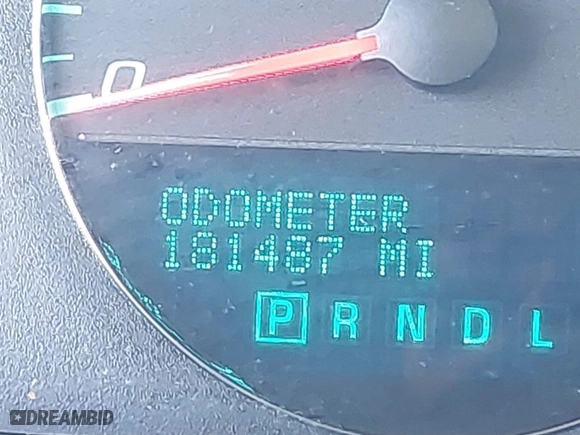 0
ODOMETER
181487 MI
P R N D L
DREAMBID